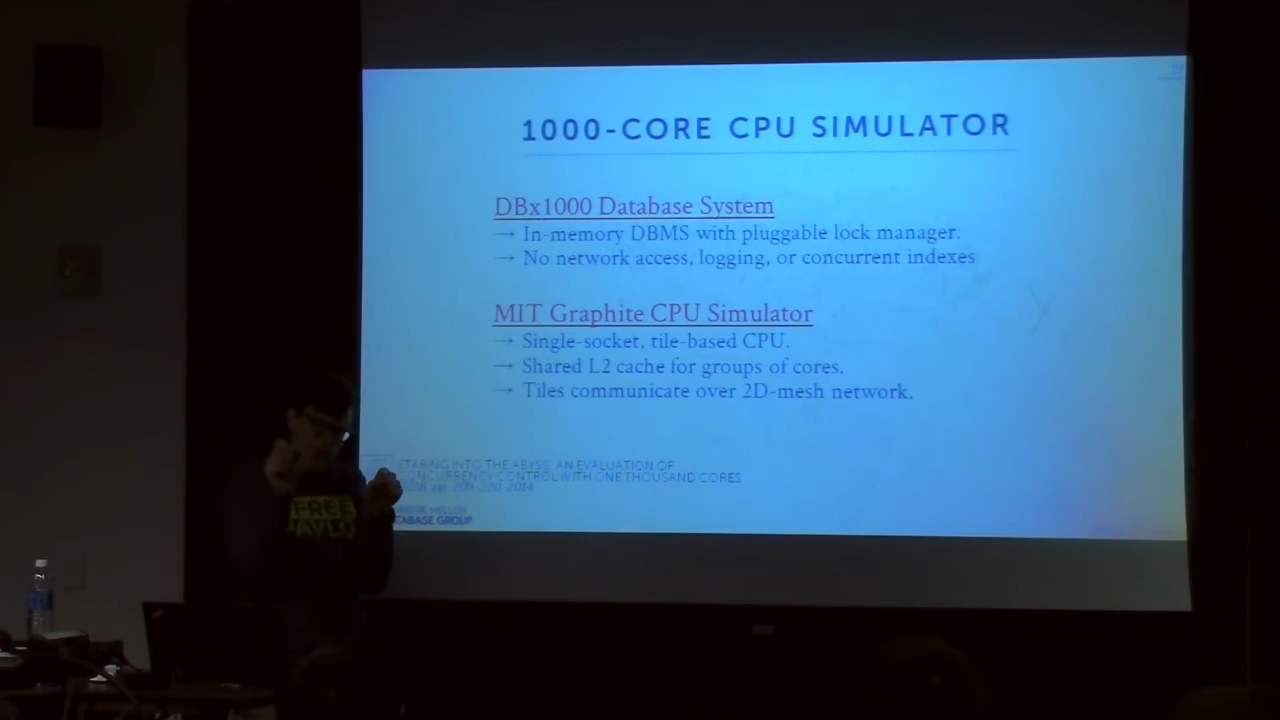 1000-CORE CPU SIMULATOR
DBx1000 Database System
→ In-memory DBMS with pluggable lock manager.
→ No network access, logging, or concurrent indexes
MIT Graphite CPU Simulator
→ Single-socket, tile-based CPU.
→ Shared L2 cache for groups of cores.
→ Tiles communicate over 2D-mesh network.
STARING INTO THE ABYSS: AN EVALUATION OF
CONCURRENCY CONTROL WITH ONE THOUSAND CORES
pp. 209-220, 2014
MELLON
DATABASE GROUP
FREE